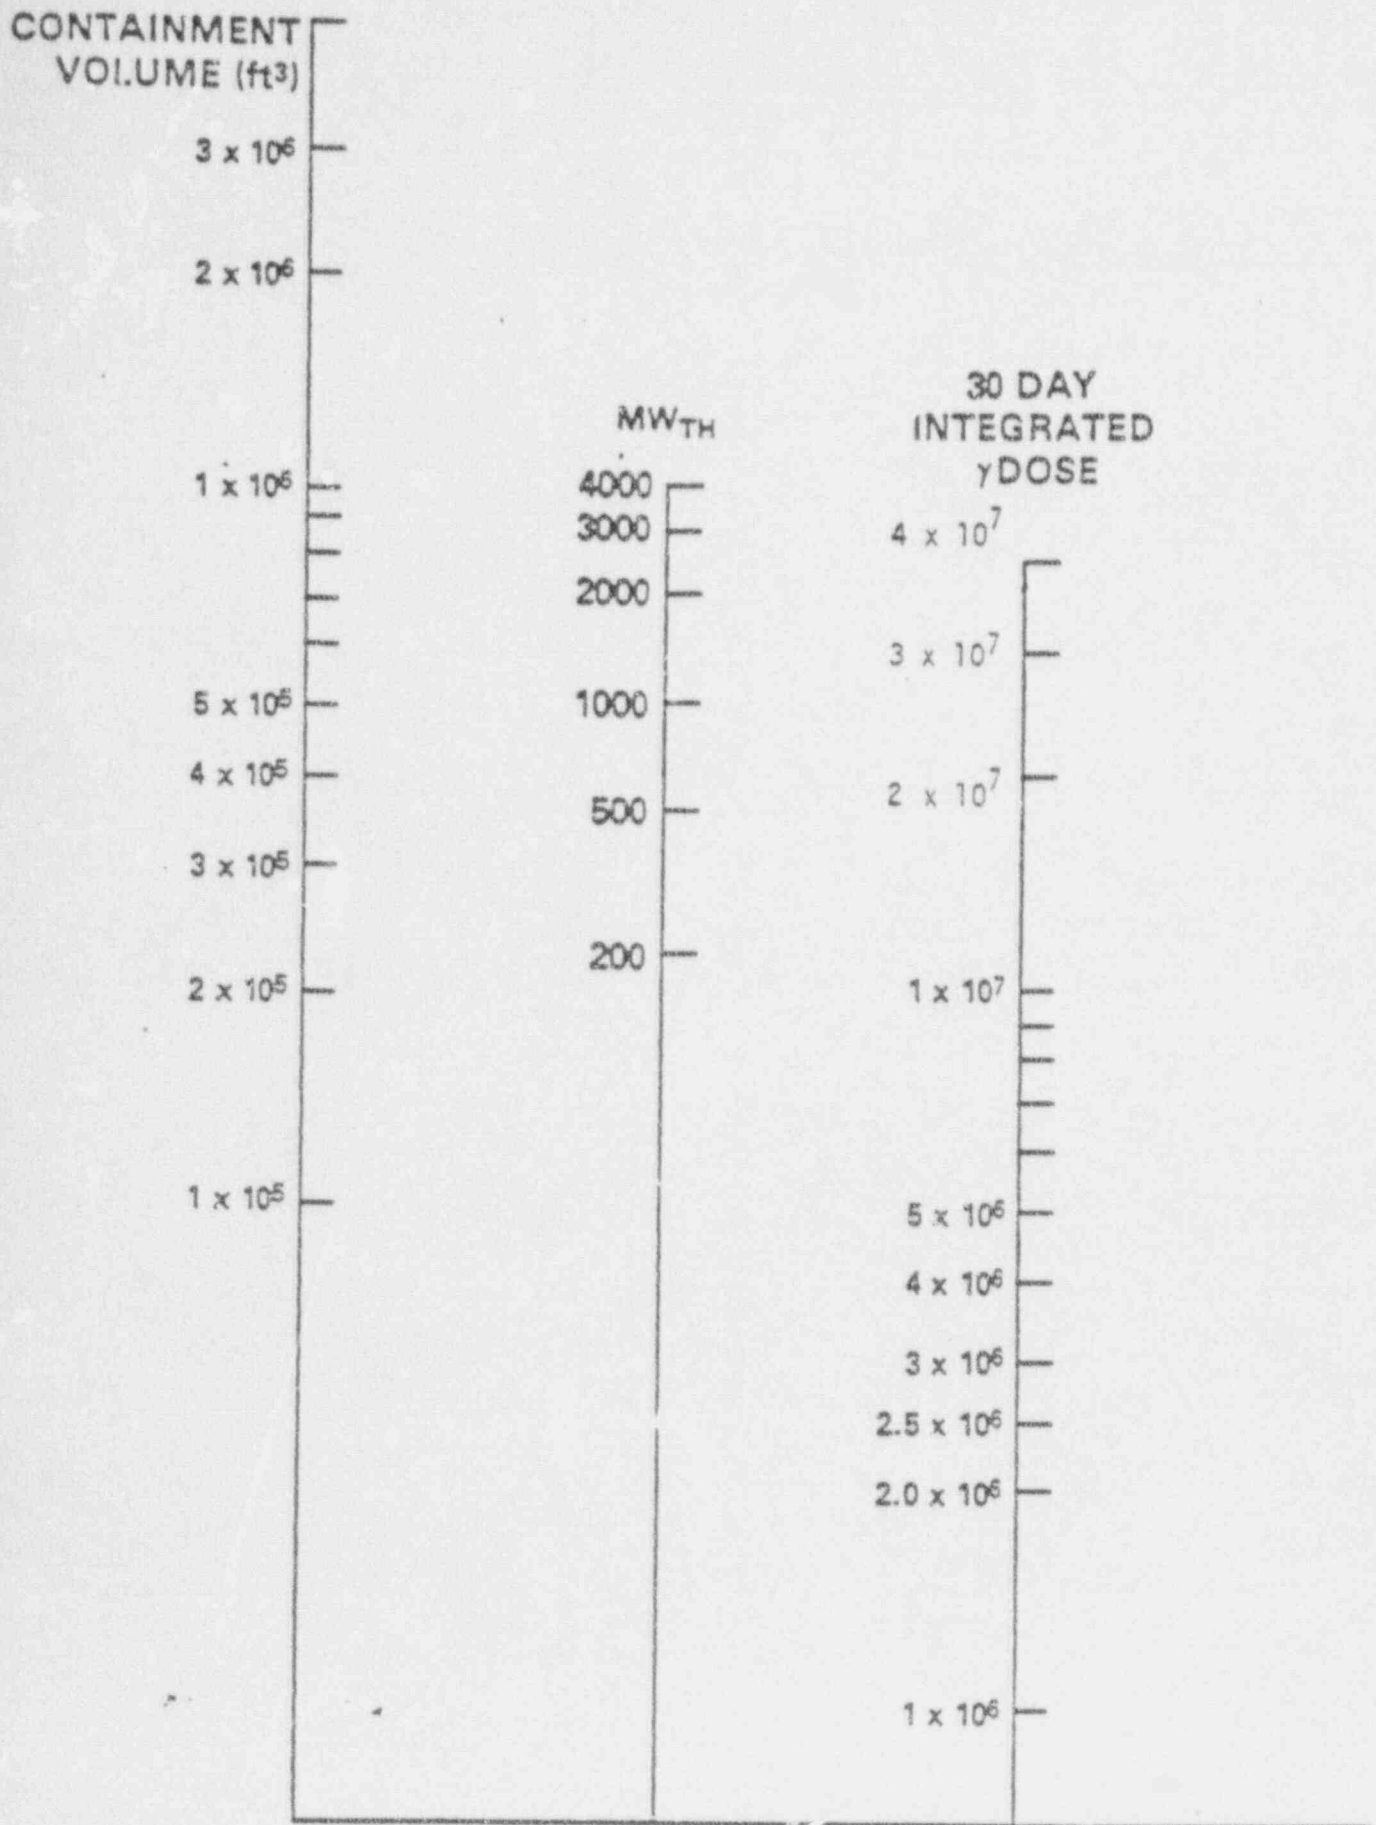 CONTAINMENT
VOLUME (ft³)
3 x 10⁶
2 x 10⁶
1 x 10⁶
5 x 10⁵
4 x 10⁵
3 x 10⁵
2 x 10⁵
1 x 10⁵
MW_TH
4000
3000
2000
1000
500
200
30 DAY
INTEGRATED
γ DOSE
4 x 10⁷
3 x 10⁷
2 x 10⁷
1 x 10⁷
5 x 10⁶
4 x 10⁶
3 x 10⁶
2.5 x 10⁶
2.0 x 10⁶
1 x 10⁶